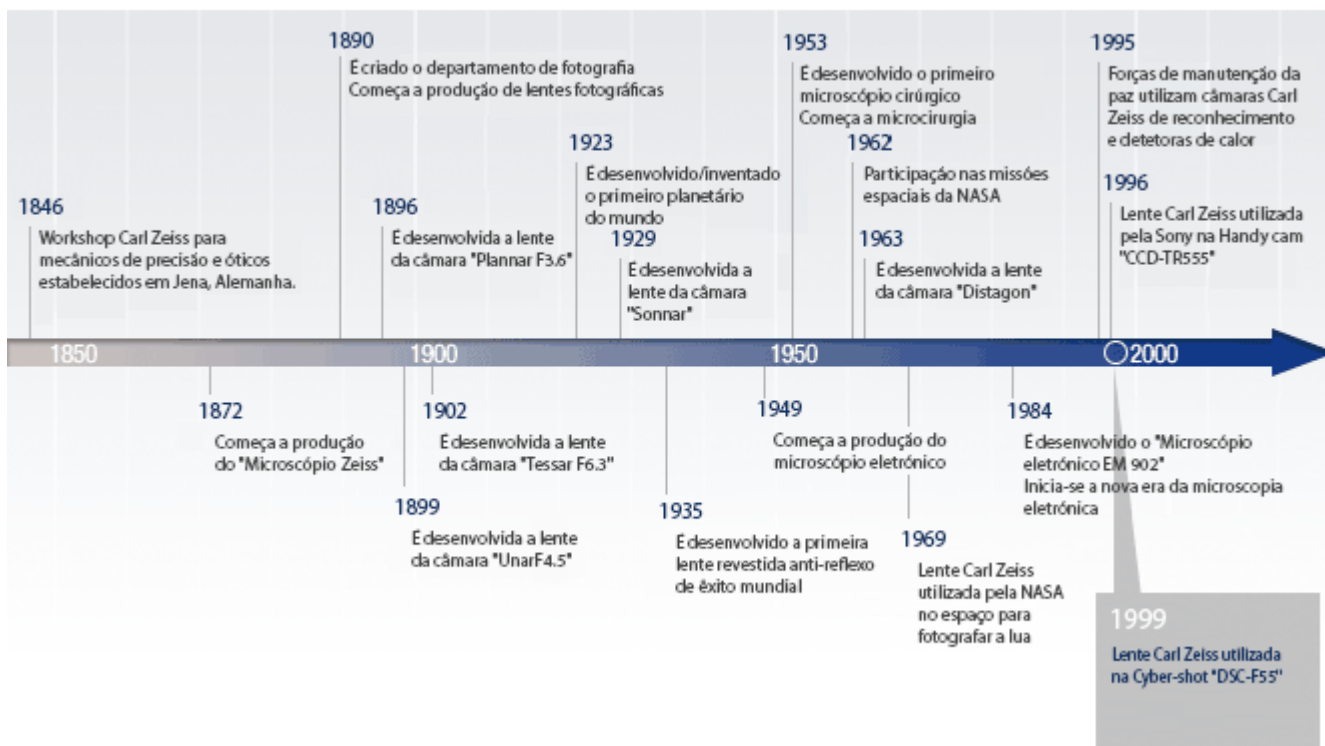 1890
É criado o departamento de fotografia
Começa a produção de lentes fotográficas
1953
É desenvolvido o primeiro
microscópio cirúrgico
Começa a microcirurgia
1995
Forças de manutenção da
paz utilizam câmaras Carl
Zeiss de reconhecimento
e detetoras de calor
1923
É desenvolvido/inventado
o primeiro planetário
do mundo
1962
Participação nas missões
espaciais da NASA
1996
Lente Carl Zeiss utilizada
pela Sony na Handy cam
"CCD-TR555"
1846
Workshop Carl Zeiss para
mecânicos de precisão e óticos
estabelecidos em Jena, Alemanha.
1896
É desenvolvida a lente
da câmara "Plannar F3.6"
1929
É desenvolvida a
lente da câmara
"Sonnar"
1963
É desenvolvida a lente
da câmara "Distagon"
1850
1900
1950
2000
1872
Começa a produção
do "Microscópio Zeiss"
1902
É desenvolvida a lente
da câmara "Tessar F6.3"
1949
Começa a produção do
microscópio eletrónico
1984
É desenvolvido o "Microscópio
eletrónico EM 902"
Inicia-se a nova era da microscopia
eletrónica
1899
É desenvolvida a lente
da câmara "UnarF4.5"
1935
É desenvolvido a primeira
lente revestida anti-reflexo
de êxito mundial
1969
Lente Carl Zeiss
utilizada pela NASA
no espaço para
fotografar a lua
1999
Lente Carl Zeiss utilizada
na Cyber-shot "DSC-F55"